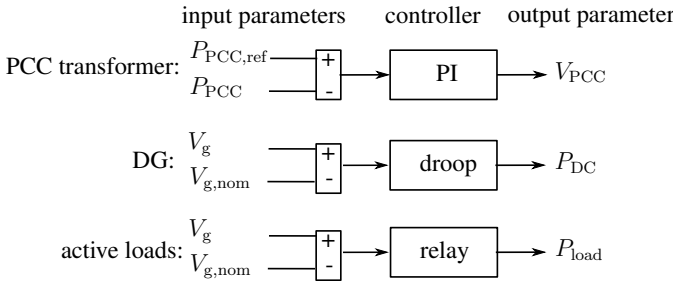 input parameters controller output parameter
PCC transformer: P_PCC,ref + PI V_PCC
P_PCC -
DG: V_g + droop P_DC
V_g,nom -
active loads: V_g + relay P_load
V_g,nom -